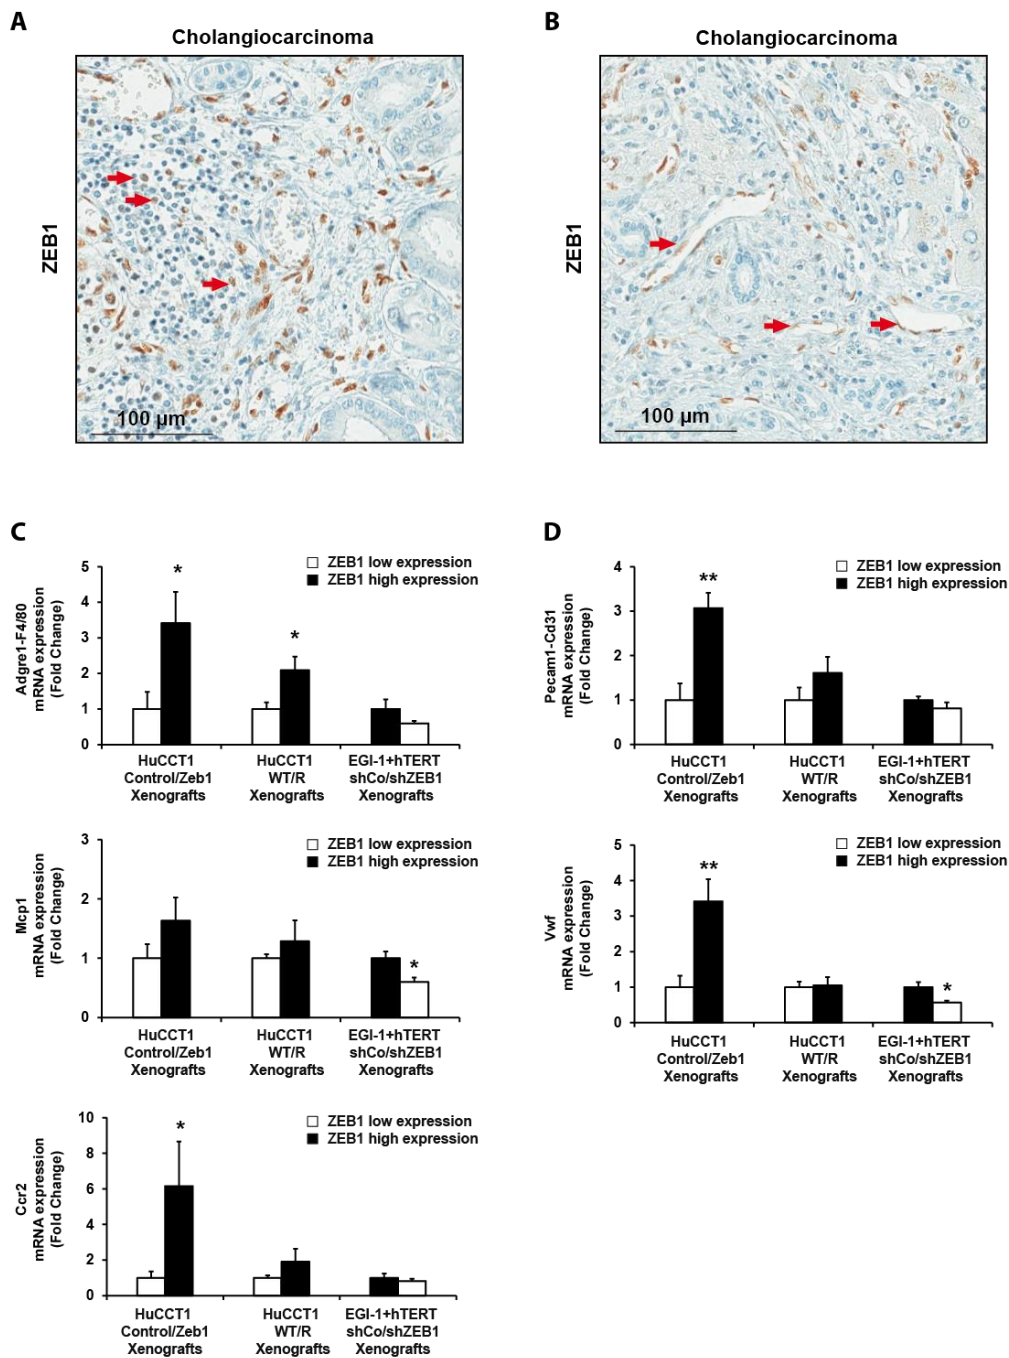 A
Cholangiocarcinoma
ZEB1
100 µm
B
Cholangiocarcinoma
ZEB1
100 µm
C
ZEB1 low expression
ZEB1 high expression
Adgre1-F4/80
mRNA expression
(Fold Change)
5
4
3
2
1
0
*
*
HuCCT1
Control/Zeb1
Xenografts
HuCCT1
WT/R
Xenografts
EGI-1+hTERT
shCo/shZEB1
Xenografts
ZEB1 low expression
ZEB1 high expression
Mcp1
mRNA expression
(Fold Change)
3
2
1
0
*
HuCCT1
Control/Zeb1
Xenografts
HuCCT1
WT/R
Xenografts
EGI-1+hTERT
shCo/shZEB1
Xenografts
ZEB1 low expression
ZEB1 high expression
Ccr2
mRNA expression
(Fold Change)
10
8
6
4
2
0
*
HuCCT1
Control/Zeb1
Xenografts
HuCCT1
WT/R
Xenografts
EGI-1+hTERT
shCo/shZEB1
Xenografts
D
ZEB1 low expression
ZEB1 high expression
Pecam1-Cd31
mRNA expression
(Fold Change)
4
3
2
1
0
**
HuCCT1
Control/Zeb1
Xenografts
HuCCT1
WT/R
Xenografts
EGI-1+hTERT
shCo/shZEB1
Xenografts
ZEB1 low expression
ZEB1 high expression
Vwf
mRNA expression
(Fold Change)
5
4
3
2
1
0
**
*
HuCCT1
Control/Zeb1
Xenografts
HuCCT1
WT/R
Xenografts
EGI-1+hTERT
shCo/shZEB1
Xenografts